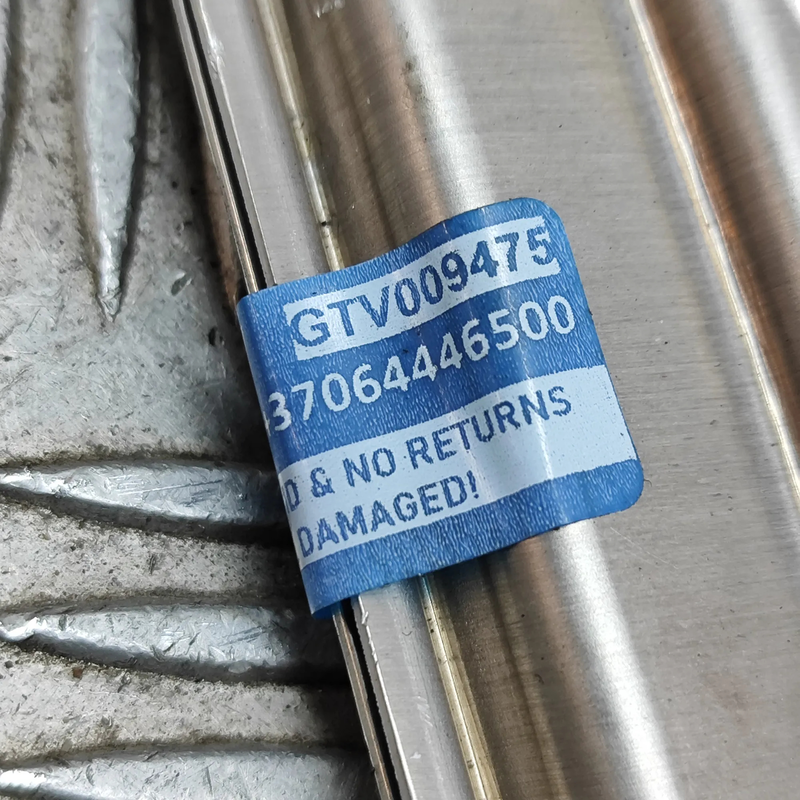 GTV009475
37064446500
D & NO RETURNS
DAMAGED!